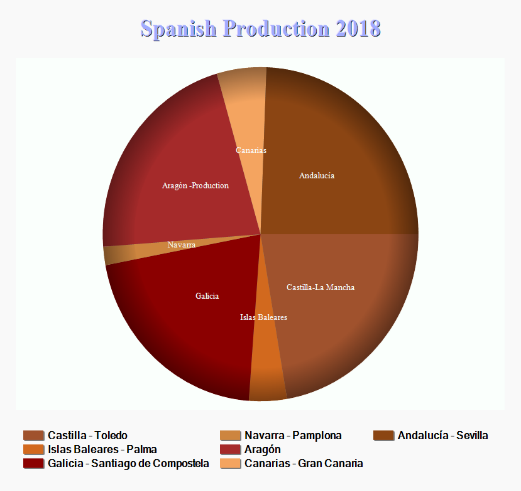 Spanish Production 2018
Canarias
Andalucía
Aragón -Production
Navarra
Castilla-La Mancha
Galicia
Islas Baleares
Castilla - Toledo
Navarra - Pamplona
Andalucía - Sevilla
Islas Baleares - Palma
Aragón
Galicia - Santiago de Compostela
Canarias - Gran Canaria